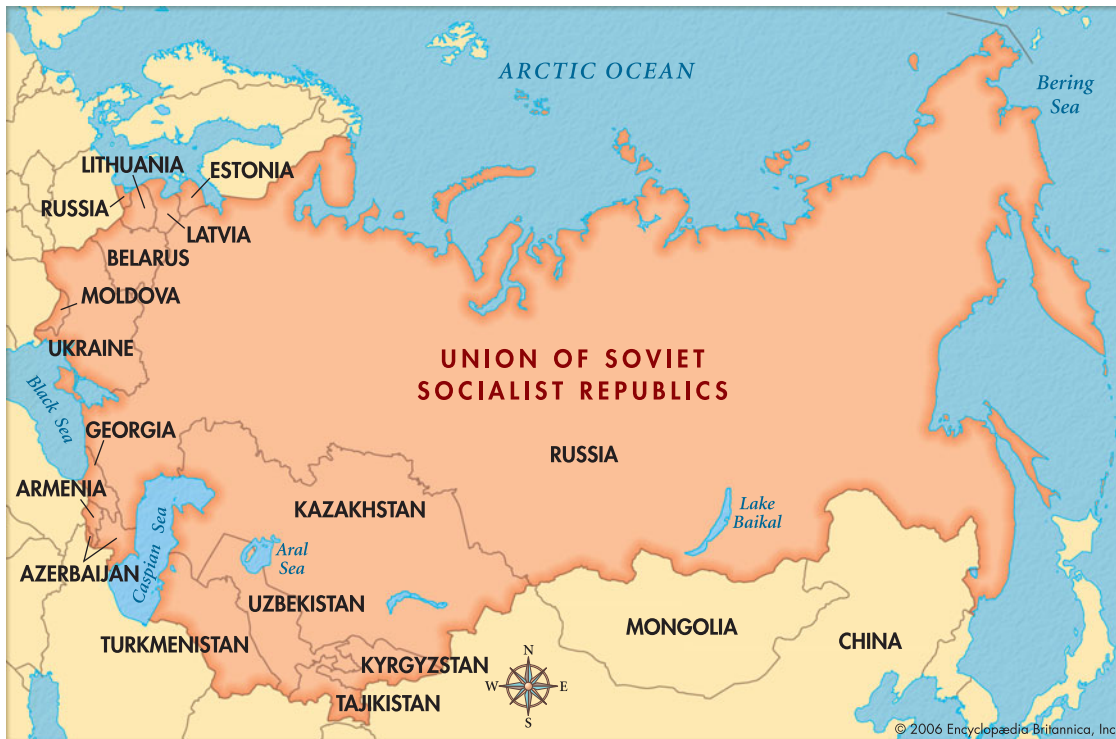 ARCTIC OCEAN
Bering
Sea
LITHUANIA
ESTONIA
RUSSIA
LATVIA
BELARUS
MOLDOVA
UKRAINE
Black Sea
UNION OF SOVIET
SOCIALIST REPUBLICS
RUSSIA
GEORGIA
ARMENIA
KAZAKHSTAN
Lake
Baikal
Caspian Sea
Aral
Sea
AZERBAIJAN
UZBEKISTAN
TURKMENISTAN
MONGOLIA
CHINA
KYRGYZSTAN
TAJIKISTAN
N
W
E
S
© 2006 Encyclopædia Britannica, Inc